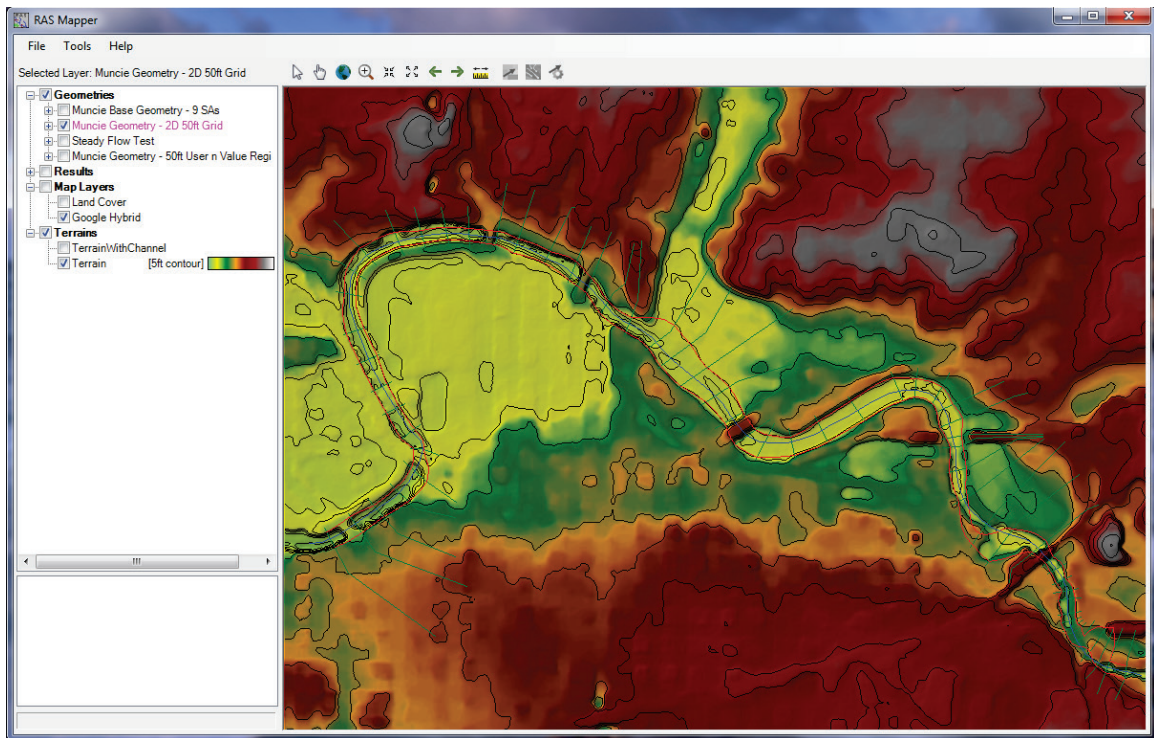 RAS Mapper
File Tools Help
Selected Layer: Muncie Geometry - 2D 50ft Grid
Geometries
Muncie Base Geometry - 9 SAs
Muncie Geometry - 2D 50ft Grid
Steady Flow Test
Muncie Geometry - 50ft User n Value Regi
Results
Map Layers
Land Cover
Google Hybrid
Terrains
TerrainWithChannel
Terrain [5ft contour]